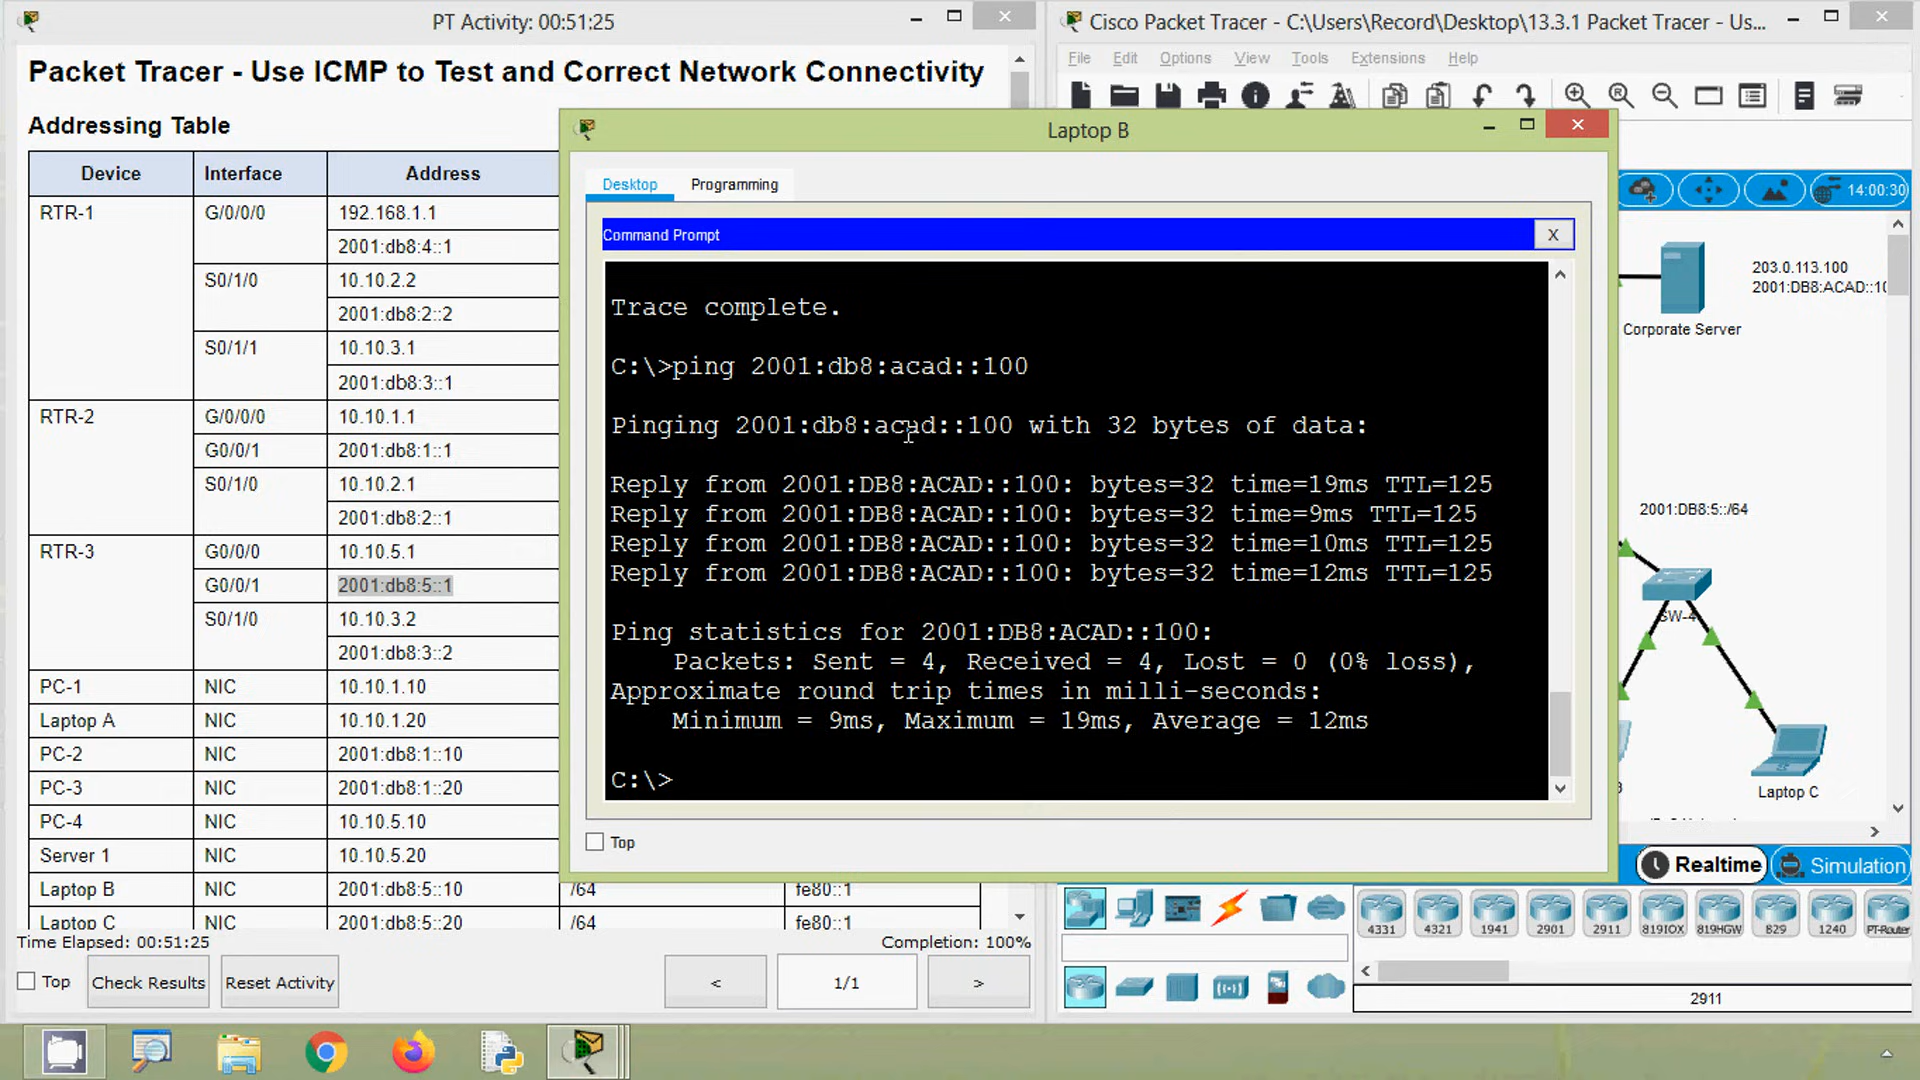 PT Activity: 00:51:25
Packet Tracer - Use ICMP to Test and Correct Network Connectivity
Addressing Table
Device Interface Address
RTR-1 G/0/0/0 192.168.1.1
2001:db8:4::1
S0/1/0 10.10.2.2
2001:db8:2::2
S0/1/1 10.10.3.1
2001:db8:3::1
RTR-2 G/0/0/0 10.10.1.1
G0/0/1 2001:db8:1::1
S0/1/0 10.10.2.1
2001:db8:2::1
RTR-3 G0/0/0 10.10.5.1
G0/0/1 2001:db8:5::1
S0/1/0 10.10.3.2
2001:db8:3::2
PC-1 NIC 10.10.1.10
Laptop A NIC 10.10.1.20
PC-2 NIC 2001:db8:1::10
PC-3 NIC 2001:db8:1::20
PC-4 NIC 10.10.5.10
Server 1 NIC 10.10.5.20
Laptop B NIC 2001:db8:5::10 /64 fe80::1
Laptop C NIC 2001:db8:5::20 /64 fe80::1
Time Elapsed: 00:51:25 Completion: 100%
Top Check Results Reset Activity < 1/1 >
Laptop B
Desktop Programming
Command Prompt X
Trace complete.
C:\>ping 2001:db8:acad::100
Pinging 2001:db8:acad::100 with 32 bytes of data:
Reply from 2001:DB8:ACAD::100: bytes=32 time=19ms TTL=125
Reply from 2001:DB8:ACAD::100: bytes=32 time=9ms TTL=125
Reply from 2001:DB8:ACAD::100: bytes=32 time=10ms TTL=125
Reply from 2001:DB8:ACAD::100: bytes=32 time=12ms TTL=125
Ping statistics for 2001:DB8:ACAD::100:
Packets: Sent = 4, Received = 4, Lost = 0 (0% loss),
Approximate round trip times in milli-seconds:
Minimum = 9ms, Maximum = 19ms, Average = 12ms
C:\>
Top
Cisco Packet Tracer - C:\Users\Record\Desktop\13.3.1 Packet Tracer - Us...
File Edit Options View Tools Extensions Help
14:00:30
203.0.113.100
2001:DB8:ACAD::10
Corporate Server
2001:DB8:5::/64
SW-4
Laptop C
Realtime Simulation
4331 4321 1941 2901 2911 819IOX 819HGW 829 1240 PT-Router
2911